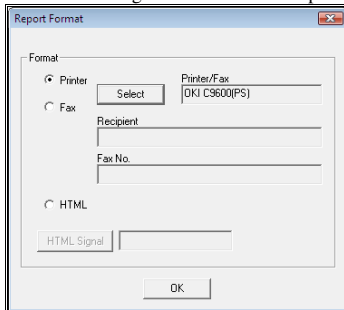 Report Format
Format
Printer
Printer/Fax
Select
OKI C9600(PS)
Fax
Recipient
Fax No.
HTML
HTML Signal
OK